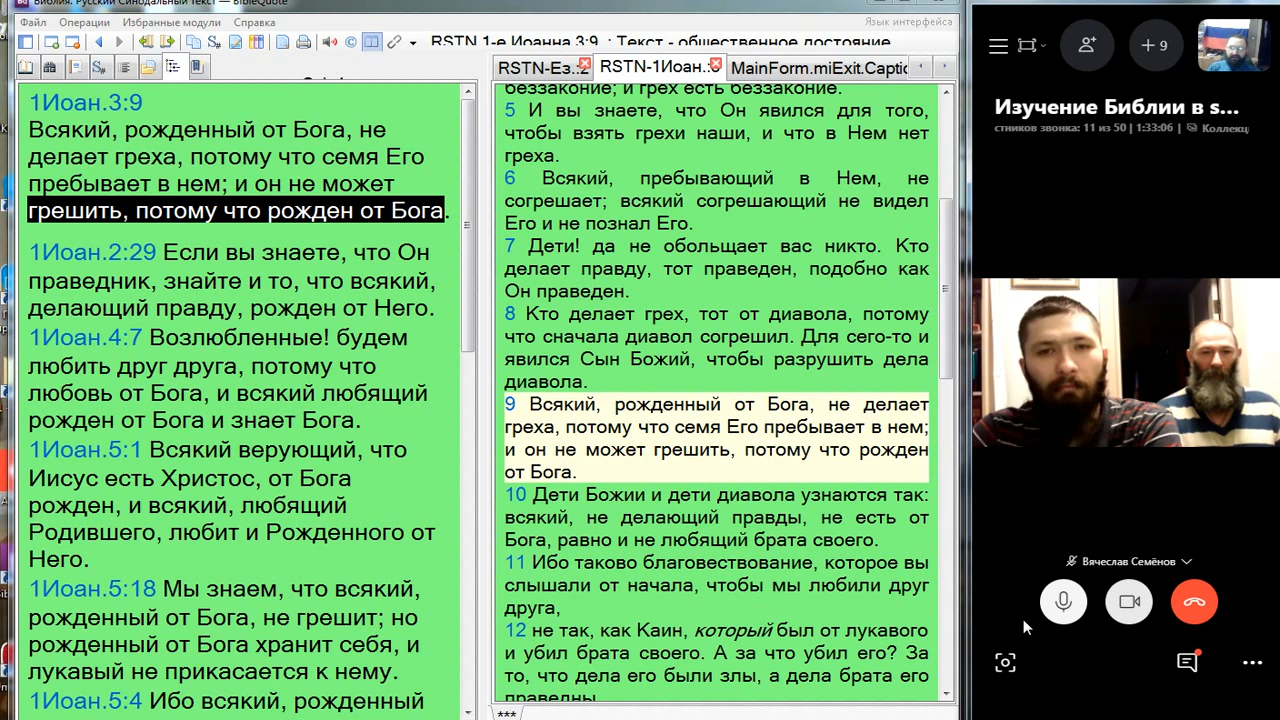 Библия. Русский Синодальный текст — BibleQuote
Файл Операции Избранные модули Справка
Язык интерфейса
RSTN 1-е Иоанна 3:9 : Текст - общественное достояние
RSTN-Ез.:2
RSTN-1Иоан.:
MainForm.miExit.Captic
1Иоан.3:9
Всякий, рожденный от Бога, не
делает греха, потому что семя Его
пребывает в нем; и он не может
грешить, потому что рожден от Бога.
1Иоан.2:29 Если вы знаете, что Он
праведник, знайте и то, что всякий,
делающий правду, рожден от Него.
1Иоан.4:7 Возлюбленные! будем
любить друг друга, потому что
любовь от Бога, и всякий любящий
рожден от Бога и знает Бога.
1Иоан.5:1 Всякий верующий, что
Иисус есть Христос, от Бога
рожден, и всякий, любящий
Родившего, любит и Рожденного от
Него.
1Иоан.5:18 Мы знаем, что всякий,
рожденный от Бога, не грешит; но
рожденный от Бога хранит себя, и
лукавый не прикасается к нему.
1Иоан.5:4 Ибо всякий, рожденный
беззаконие; и грех есть беззаконие.
5 И вы знаете, что Он явился для того,
чтобы взять грехи наши, и что в Нем нет
греха.
6 Всякий, пребывающий в Нем, не
согрешает; всякий согрешающий не видел
Его и не познал Его.
7 Дети! да не обольщает вас никто. Кто
делает правду, тот праведен, подобно как
Он праведен.
8 Кто делает грех, тот от диавола, потому
что сначала диавол согрешил. Для сего-то и
явился Сын Божий, чтобы разрушить дела
диавола.
9 Всякий, рожденный от Бога, не делает
греха, потому что семя Его пребывает в нем;
и он не может грешить, потому что рожден
от Бога.
10 Дети Божии и дети диавола узнаются так:
всякий, не делающий правды, не есть от
Бога, равно и не любящий брата своего.
11 Ибо таково благовествование, которое вы
слышали от начала, чтобы мы любили друг
друга,
12 не так, как Каин, который был от лукавого
и убил брата своего. А за что убил его? За
то, что дела его были злы, а дела брата его
праведны
***
+ 9
Изучение Библии в s...
стников звонка: 11 из 50 | 1:33:06 | Коллекц
Вячеслав Семёнов